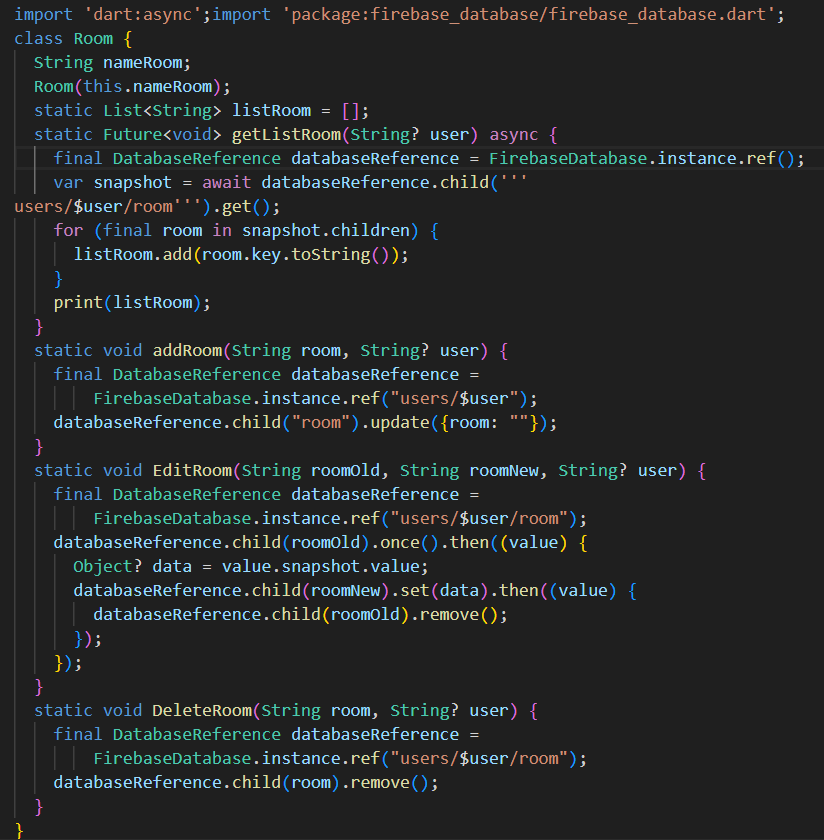 import 'dart:async';import 'package:firebase_database/firebase_database.dart';
class Room {
  String nameRoom;
  Room(this.nameRoom);
  static List<String> listRoom = [];
  static Future<void> getListRoom(String? user) async {
    final DatabaseReference databaseReference = FirebaseDatabase.instance.ref();
    var snapshot = await databaseReference.child('''
users/$user/room''').get();
    for (final room in snapshot.children) {
      listRoom.add(room.key.toString());
    }
    print(listRoom);
  }
  static void addRoom(String room, String? user) {
    final DatabaseReference databaseReference =
        FirebaseDatabase.instance.ref("users/$user");
    databaseReference.child("room").update({room: ""});
  }
  static void EditRoom(String roomOld, String roomNew, String? user) {
    final DatabaseReference databaseReference =
        FirebaseDatabase.instance.ref("users/$user/room");
    databaseReference.child(roomOld).once().then((value) {
      Object? data = value.snapshot.value;
      databaseReference.child(roomNew).set(data).then((value) {
        databaseReference.child(roomOld).remove();
      });
    });
  }
  static void DeleteRoom(String room, String? user) {
    final DatabaseReference databaseReference =
        FirebaseDatabase.instance.ref("users/$user/room");
    databaseReference.child(room).remove();
  }
}